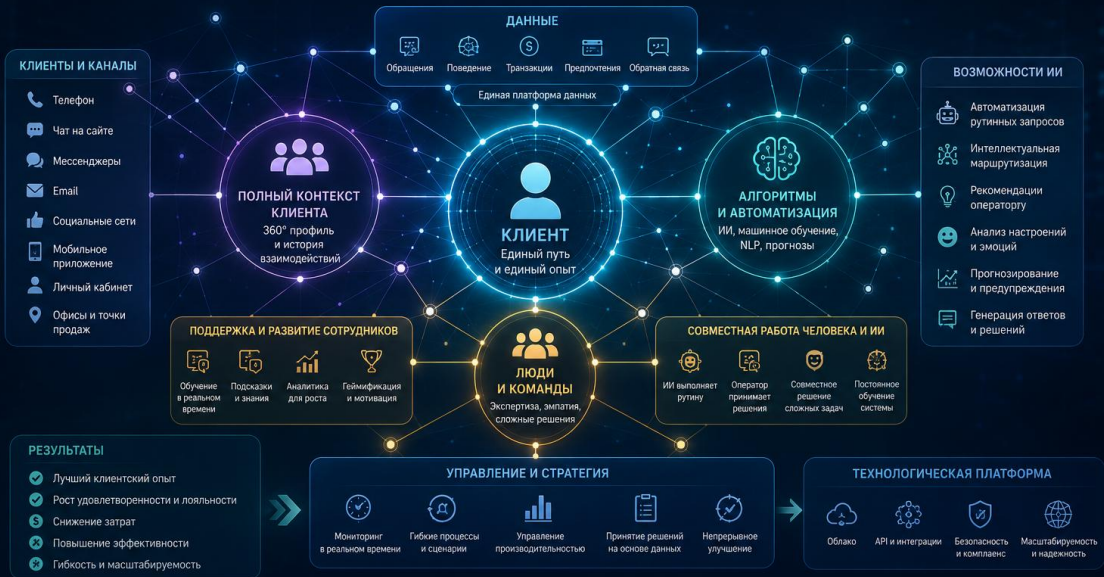 ДАННЫЕ
Обращения
Поведение
Транзакции
Предпочтения
Обратная связь
Единая платформа данных
КЛИЕНТЫ И КАНАЛЫ
Телефон
Чат на сайте
Мессенджеры
Email
Социальные сети
Мобильное
приложение
Личный кабинет
Офисы и точки
продаж
ПОЛНЫЙ КОНТЕКСТ
КЛИЕНТА
360° профиль
и история
взаимодействий
КЛИЕНТ
Единый путь
и единый опыт
АЛГОРИТМЫ
И АВТОМАТИЗАЦИЯ
ИИ, машинное обучение,
NLP, прогнозы
ВОЗМОЖНОСТИ ИИ
Автоматизация
рутинных запросов
Интеллектуальная
маршрутизация
Рекомендации
оператоrту
Анализ настроений
и эмоций
Прогнозирование
и предупреждения
Генерация ответов
и решений
ПОДДЕРЖКА И РАЗВИТИЕ СОТРУДНИКОВ
Обучение
в реальном
времени
Подсказки
и знания
Аналитика
для роста
Геймификация
и мотивация
ЛЮДИ
И КОМАНДЫ
Экспертиза, эмпатия,
сложные решения
СОВМЕСТНАЯ РАБОТА ЧЕЛОВЕКА И ИИ
ИИ выполняет
рутину
Оператор
принимает
решения
Совместное
решение
сложных задач
Постоянное
обучение
системы
РЕЗУЛЬТАТЫ
Лучший клиентский опыт
Рост удовлетворенности и лояльности
Снижение затрат
Повышение эффективности
Гибкость и масштабируемость
УПРАВЛЕНИЕ И СТРАТЕГИЯ
Мониторинг
в реальном времени
Гибкие процессы
и сценарии
Управление
производительностью
Принятие решений
на основе данных
Непрерывное
улучшение
ТЕХНОЛОГИЧЕСКАЯ ПЛАТФОРМА
Облако
API и интеграции
Безопасность
и комплаенс
Масштабируемость
и надежность